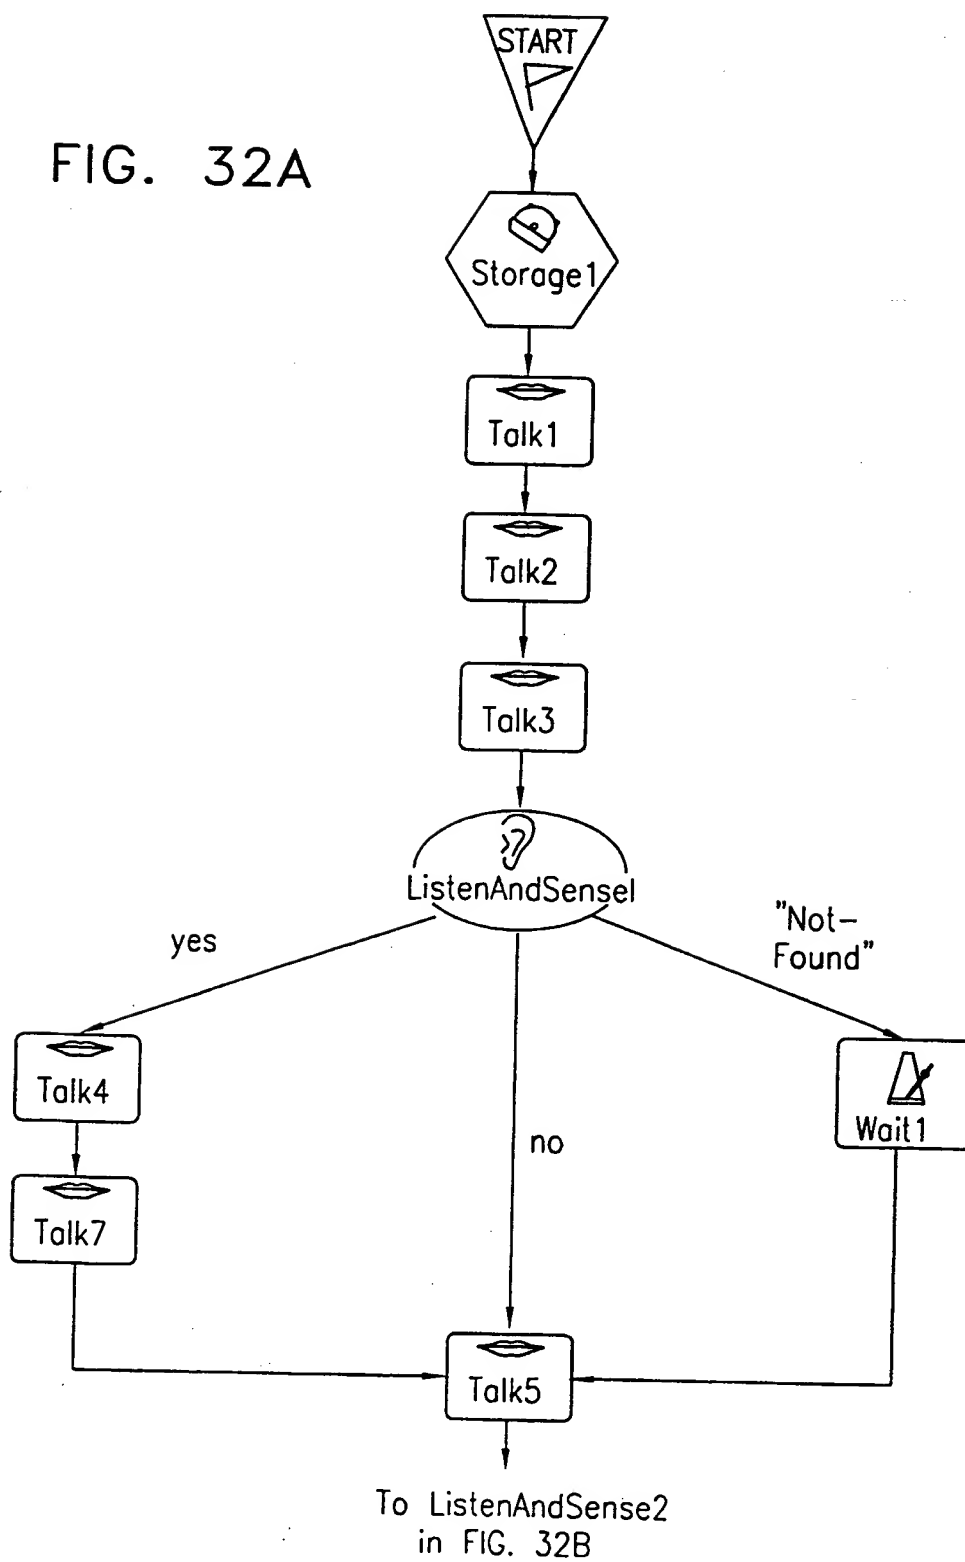 START
FIG. 32A
Storage1
Talk1
Talk2
Talk3
ListenAndSenseI
yes
"Not-
Found"
Talk4
Wait1
no
Talk7
Talk5
To ListenAndSense2
in FIG. 32B